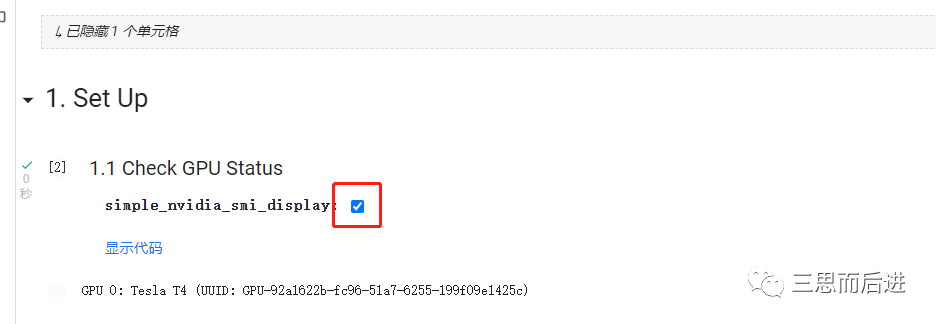 已隐藏 1 个单元格
1. Set Up
[2] 1.1 Check GPU Status
0
秒
simple_nvidia_smi_display:
显示代码
GPU 0: Tesla T4 (UUID: GPU-92a1622b-fc96-51a7-6255-199f09e1425c)
三思而后进